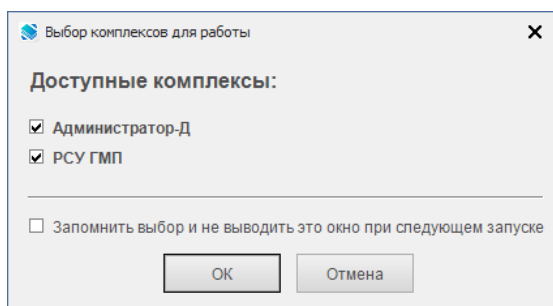 Выбор комплексов для работы
Доступные комплексы:
Администратор-Д
РСУ ГМП
Запомнить выбор и не выводить это окно при следующем запуске
ОК
Отмена